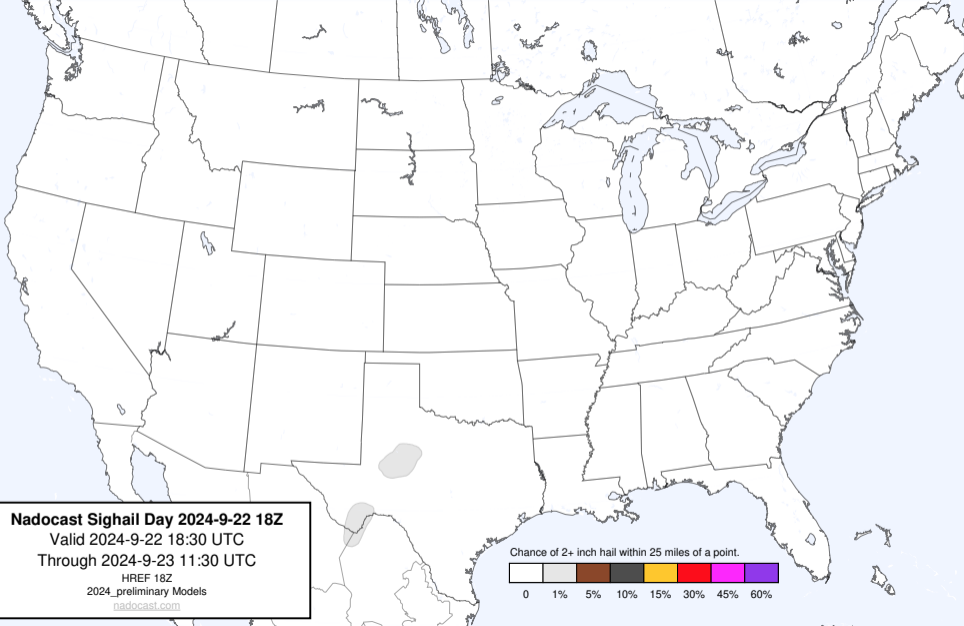 Nadocast Sighail Day 2024-9-22 18Z
Valid 2024-9-22 18:30 UTC
Through 2024-9-23 11:30 UTC
HREF 18Z
2024_preliminary Models
nadocast.com
Chance of 2+ inch hail within 25 miles of a point.
0 1% 5% 10% 15% 30% 45% 60%